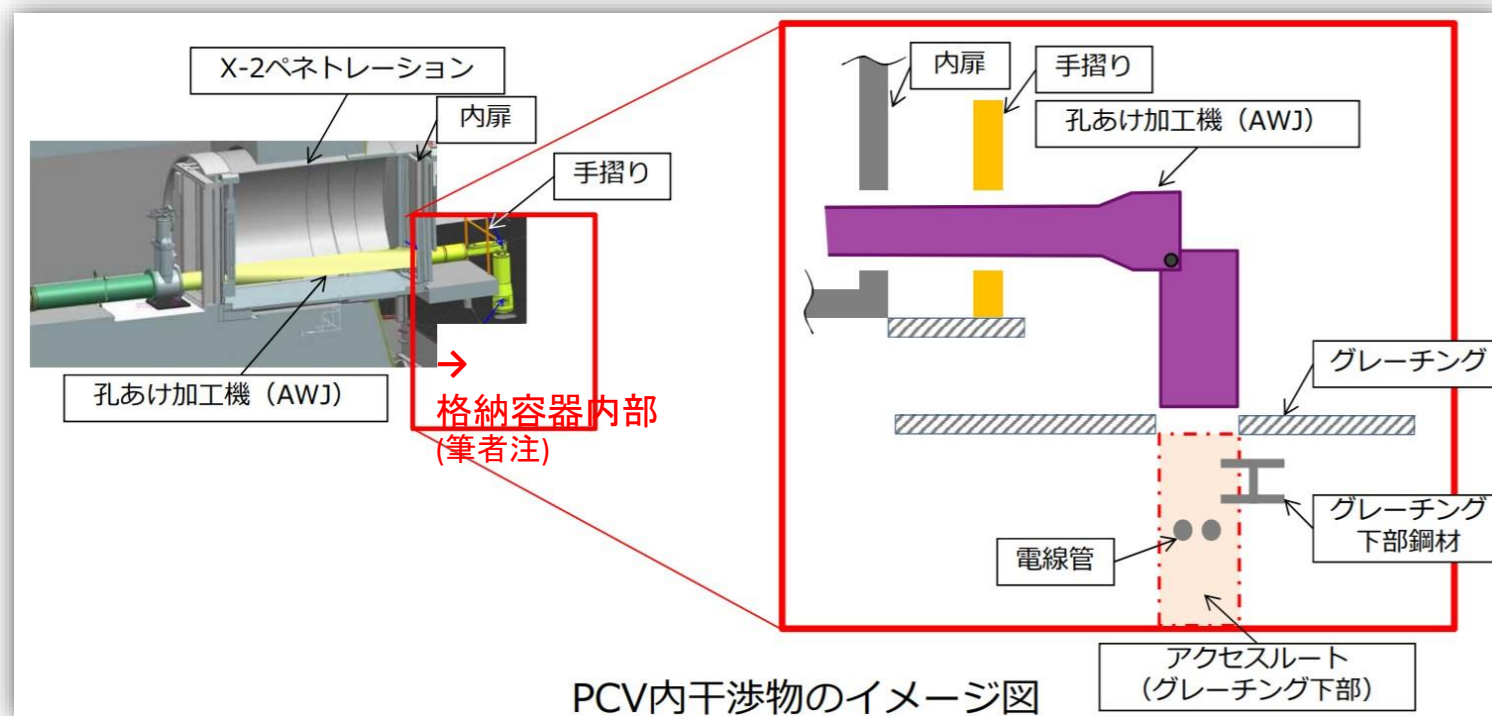 X-2ペネトレーション
内扉
手摺り
孔あけ加工機（AWJ）
→
格納容器内部
(筆者注)
内扉
手摺り
孔あけ加工機（AWJ）
グレーチング
グレーチング
下部鋼材
電線管
アクセスルート
（グレーチング下部）
PCV内干渉物のイメージ図